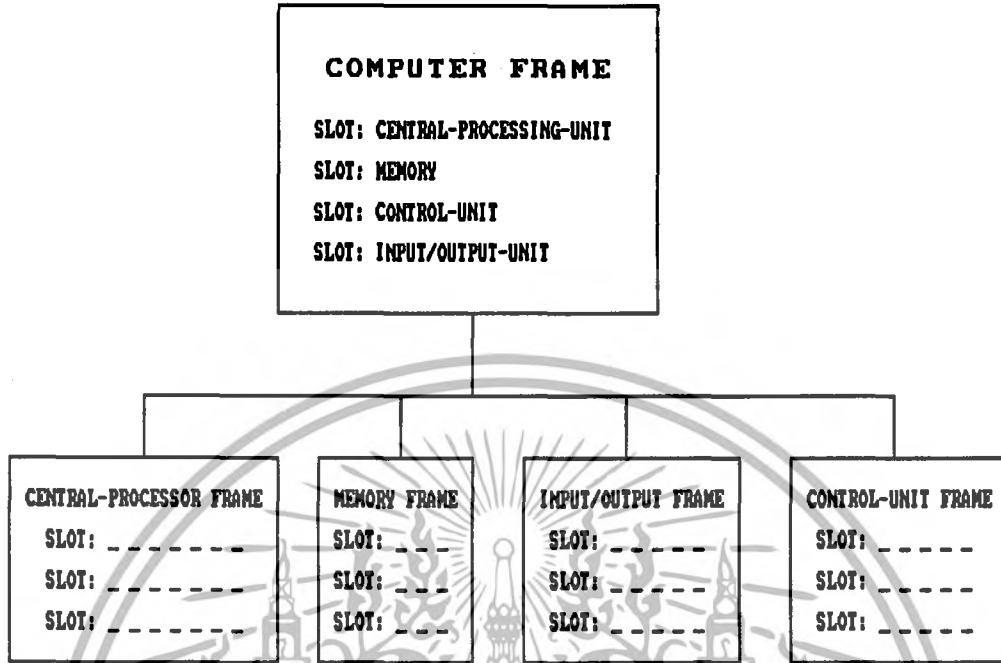 COMPUTER FRAME
SLOT: CENTRAL-PROCESSING-UNIT
SLOT: MEMORY
SLOT: CONTROL-UNIT
SLOT: INPUT/OUTPUT-UNIT
CENTRAL-PROCESSOR FRAME
SLOT: _ _ _ _ _ _ _
SLOT: _ _ _ _ _ _ _
SLOT: _ _ _ _ _ _ _
MEMORY FRAME
SLOT: _ _ _
SLOT: _ _ _
SLOT: _ _ _
INPUT/OUTPUT FRAME
SLOT: _ _ _ _ _
SLOT: _ _ _ _ _
SLOT: _ _ _ _ _
CONTROL-UNIT FRAME
SLOT: _ _ _ _ _
SLOT: _ _ _ _ _
SLOT: _ _ _ _ _